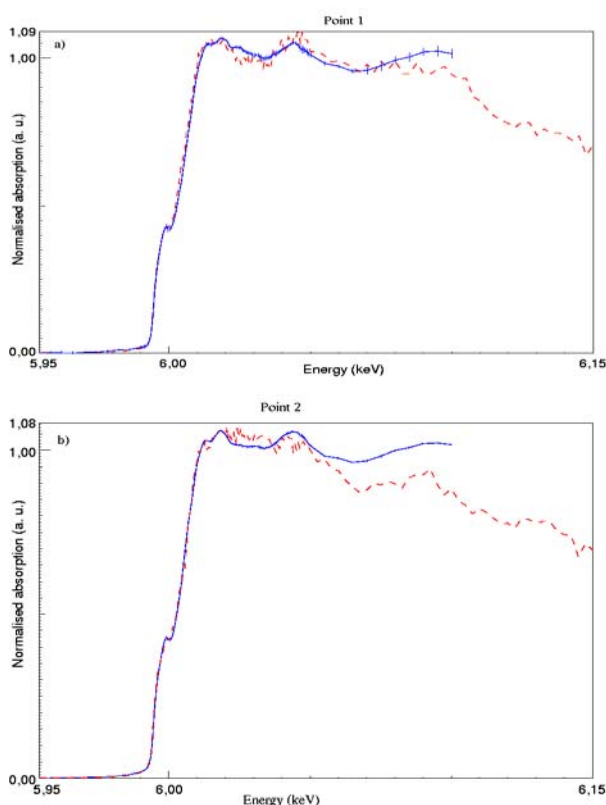 Point 1
1.09
a)
1.00
Normalised absorption (a. u.)
0,00
5,95
6,00
Energy (keV)
6,15
Point 2
1.08
b)
1.00
Normalised absorption (a. u.)
0,00
5,95
6,00
Energy (keV)
6,15